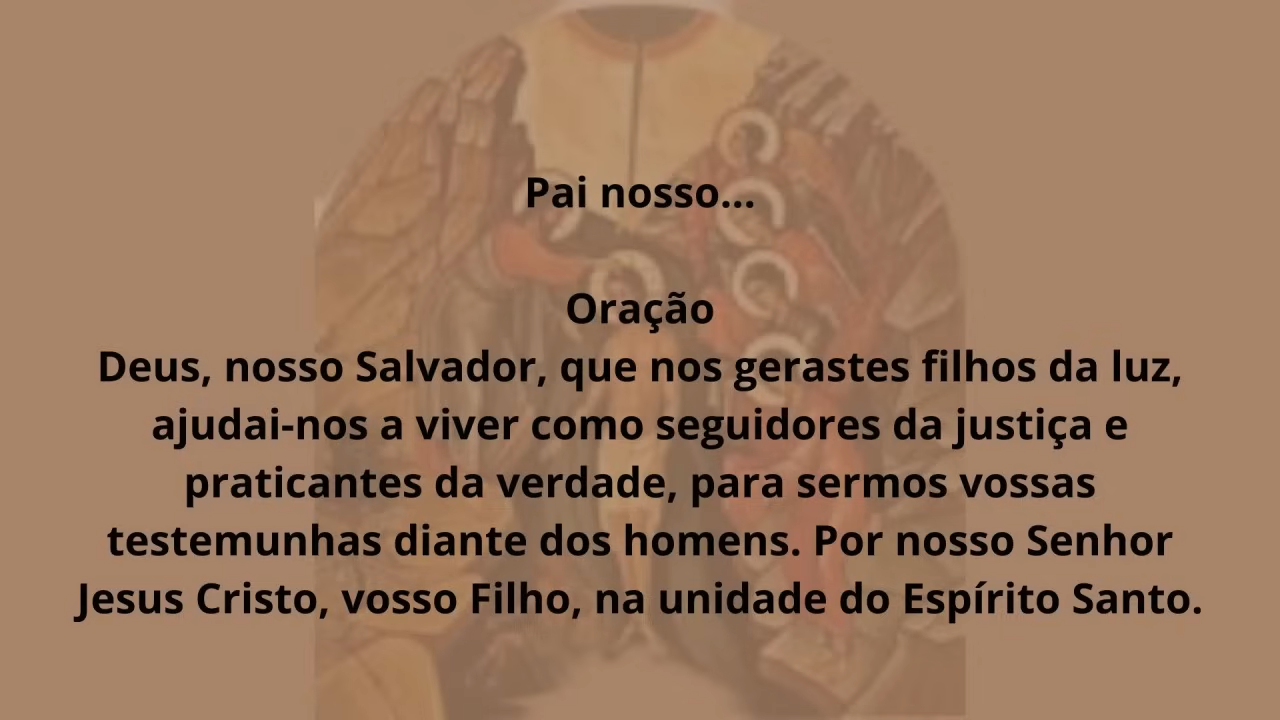 Pai nosso...
Oração
Deus, nosso Salvador, que nos gerastes filhos da luz,
ajudai-nos a viver como seguidores da justiça e
praticantes da verdade, para sermos vossas
testemunhas diante dos homens. Por nosso Senhor
Jesus Cristo, vosso Filho, na unidade do Espírito Santo.